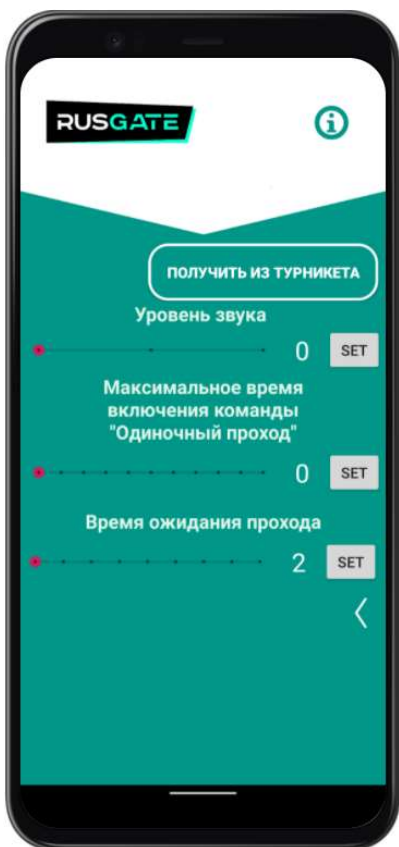 RUSGATE
ПОЛУЧИТЬ ИЗ ТУРНИКЕТА
Уровень звука
0 SET
Максимальное время
включения команды
"Одиночный проход"
0 SET
Время ожидания прохода
2 SET